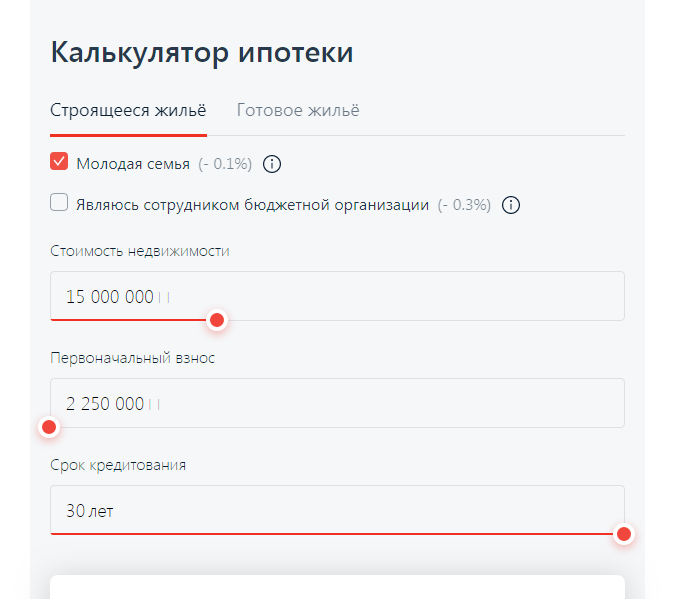 Калькулятор ипотеки
Строящееся жильё Готовое жильё
Молодая семья (- 0.1%)
Являюсь сотрудником бюджетной организации (- 0.3%)
Стоимость недвижимости
15 000 000
Первоначальный взнос
2 250 000
Срок кредитования
30 лет